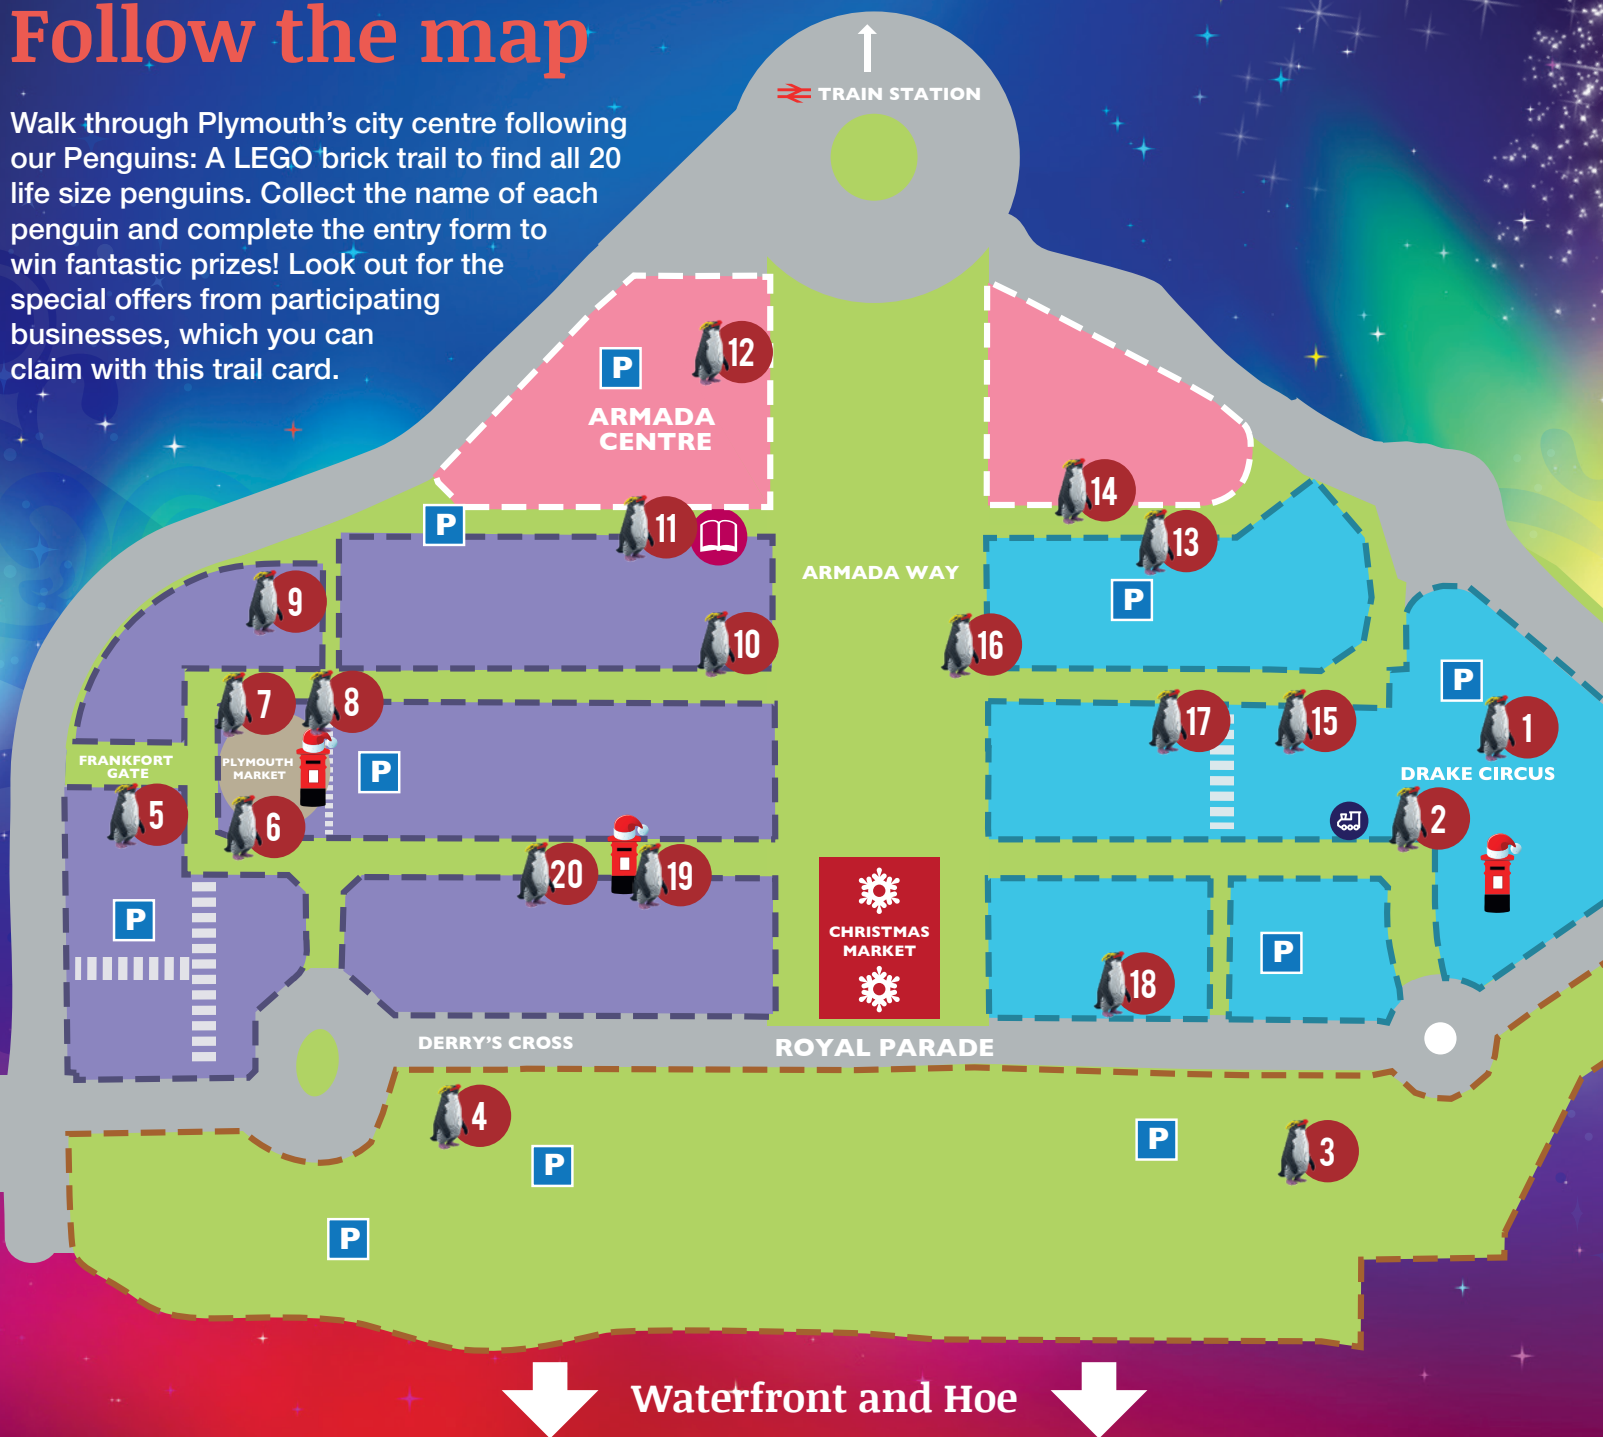 Follow the map
Walk through Plymouth's city centre following
our Penguins: A LEGO brick trail to find all 20
life size penguins. Collect the name of each
penguin and complete the entry form to
win fantastic prizes! Look out for the
special offers from participating
businesses, which you can
claim with this trail card.
TRAIN STATION
12
P
ARMADA
CENTRE
14
P
11
13
ARMADA WAY
9
P
10
16
P
7
8
17
15
1
FRANKFORT
GATE
PLYMOUTH
MARKET
P
DRAKE CIRCUS
5
6
2
20
19
P
CHRISTMAS
MARKET
P
18
DERRY'S CROSS
ROYAL PARADE
4
P
P
3
P
Waterfront and Hoe